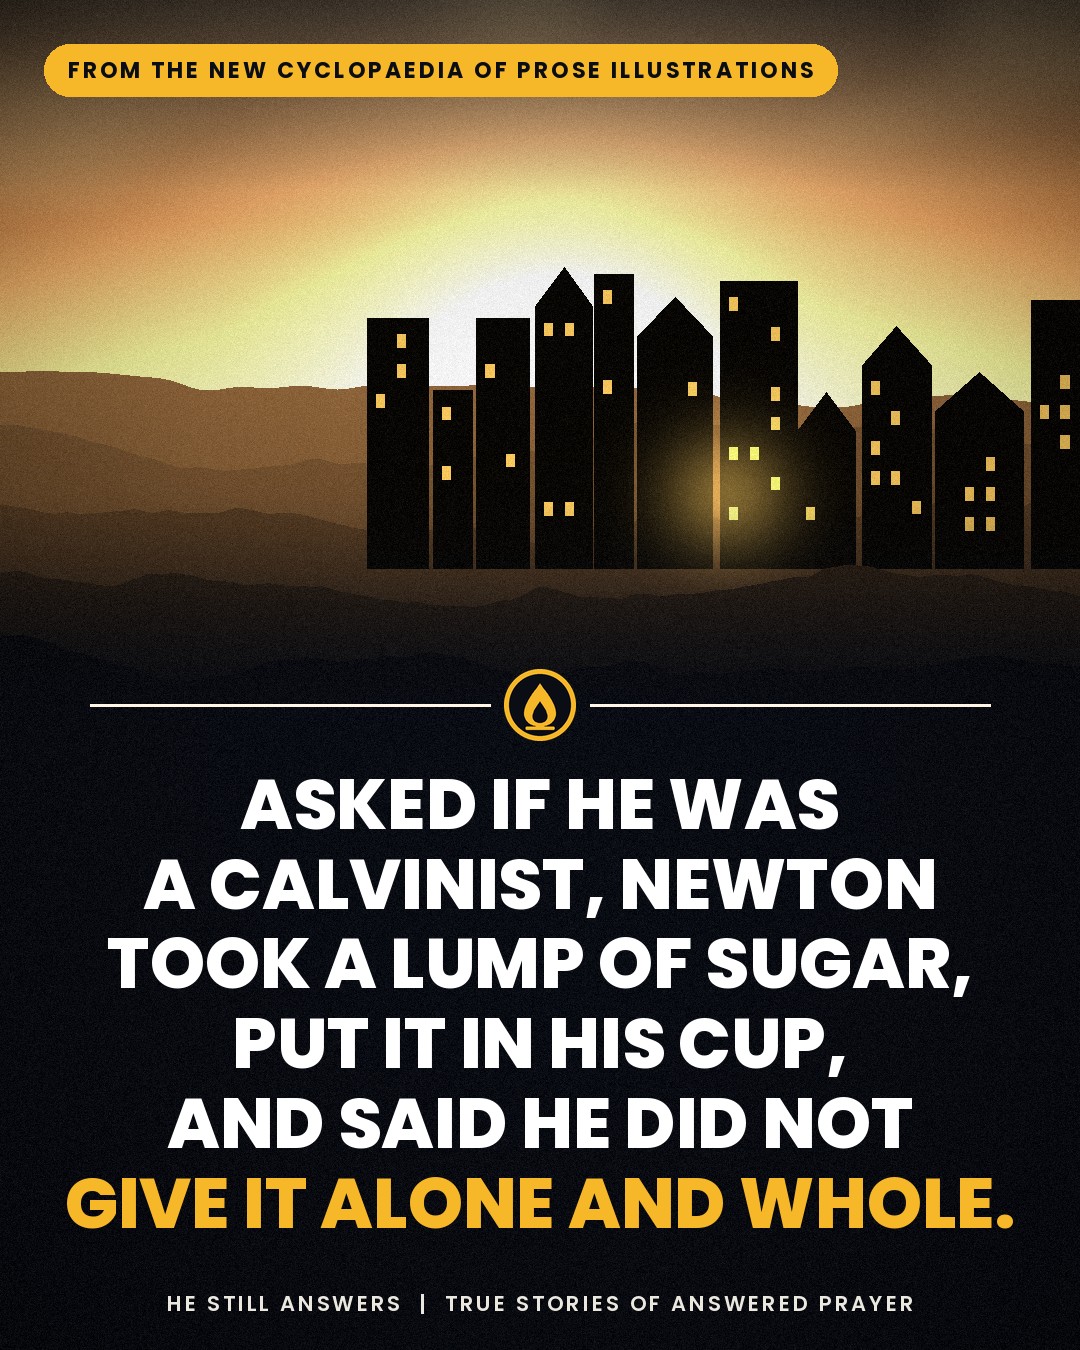 FROM THE NEW CYCLOPAEDIA OF PROSE ILLUSTRATIONS
ASKED IF HE WAS
A CALVINIST, NEWTON
TOOK A LUMP OF SUGAR,
PUT IT IN HIS CUP,
AND SAID HE DID NOT
GIVE IT ALONE AND WHOLE.
HE STILL ANSWERS | TRUE STORIES OF ANSWERED PRAYER